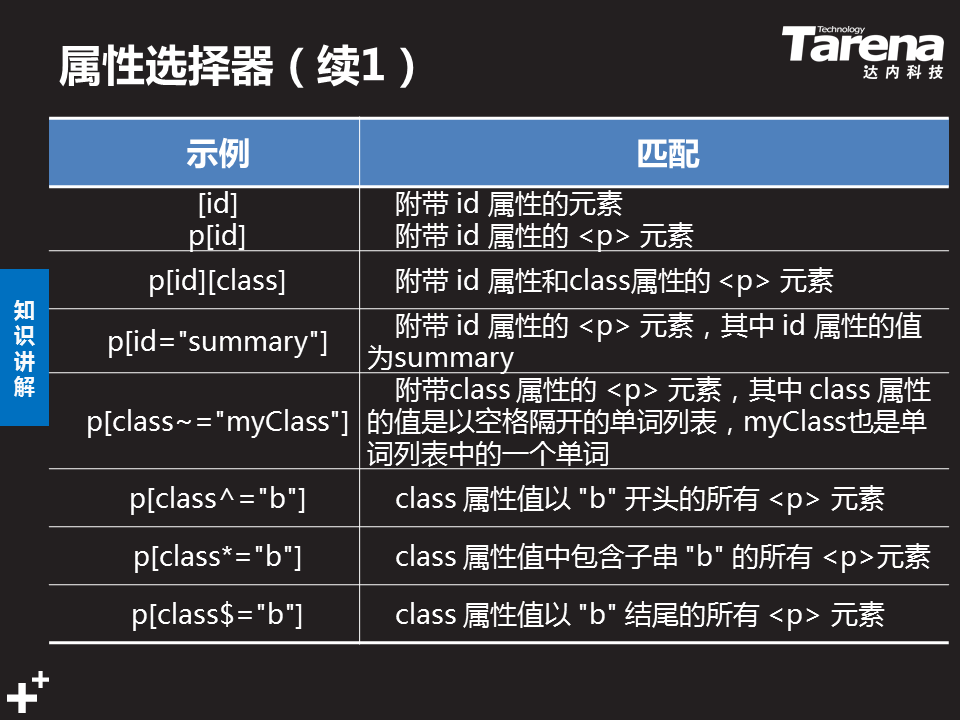 属性选择器（续1）
Technology
Tarena
达内科技
示例 匹配
[id] 附带 id 属性的元素
p[id] 附带 id 属性的 <p> 元素
p[id][class] 附带 id 属性和class属性的 <p> 元素
p[id="summary"] 附带 id 属性的 <p> 元素，其中 id 属性的值
为summary
p[class~="myClass"] 附带class 属性的 <p> 元素，其中 class 属性
的值是以空格隔开的单词列表，myClass也是单
词列表中的一个单词
p[class^="b"] class 属性值以 "b" 开头的所有 <p> 元素
p[class*="b"] class 属性值中包含子串 "b" 的所有 <p>元素
p[class$="b"] class 属性值以 "b" 结尾的所有 <p> 元素
知
识
讲
解